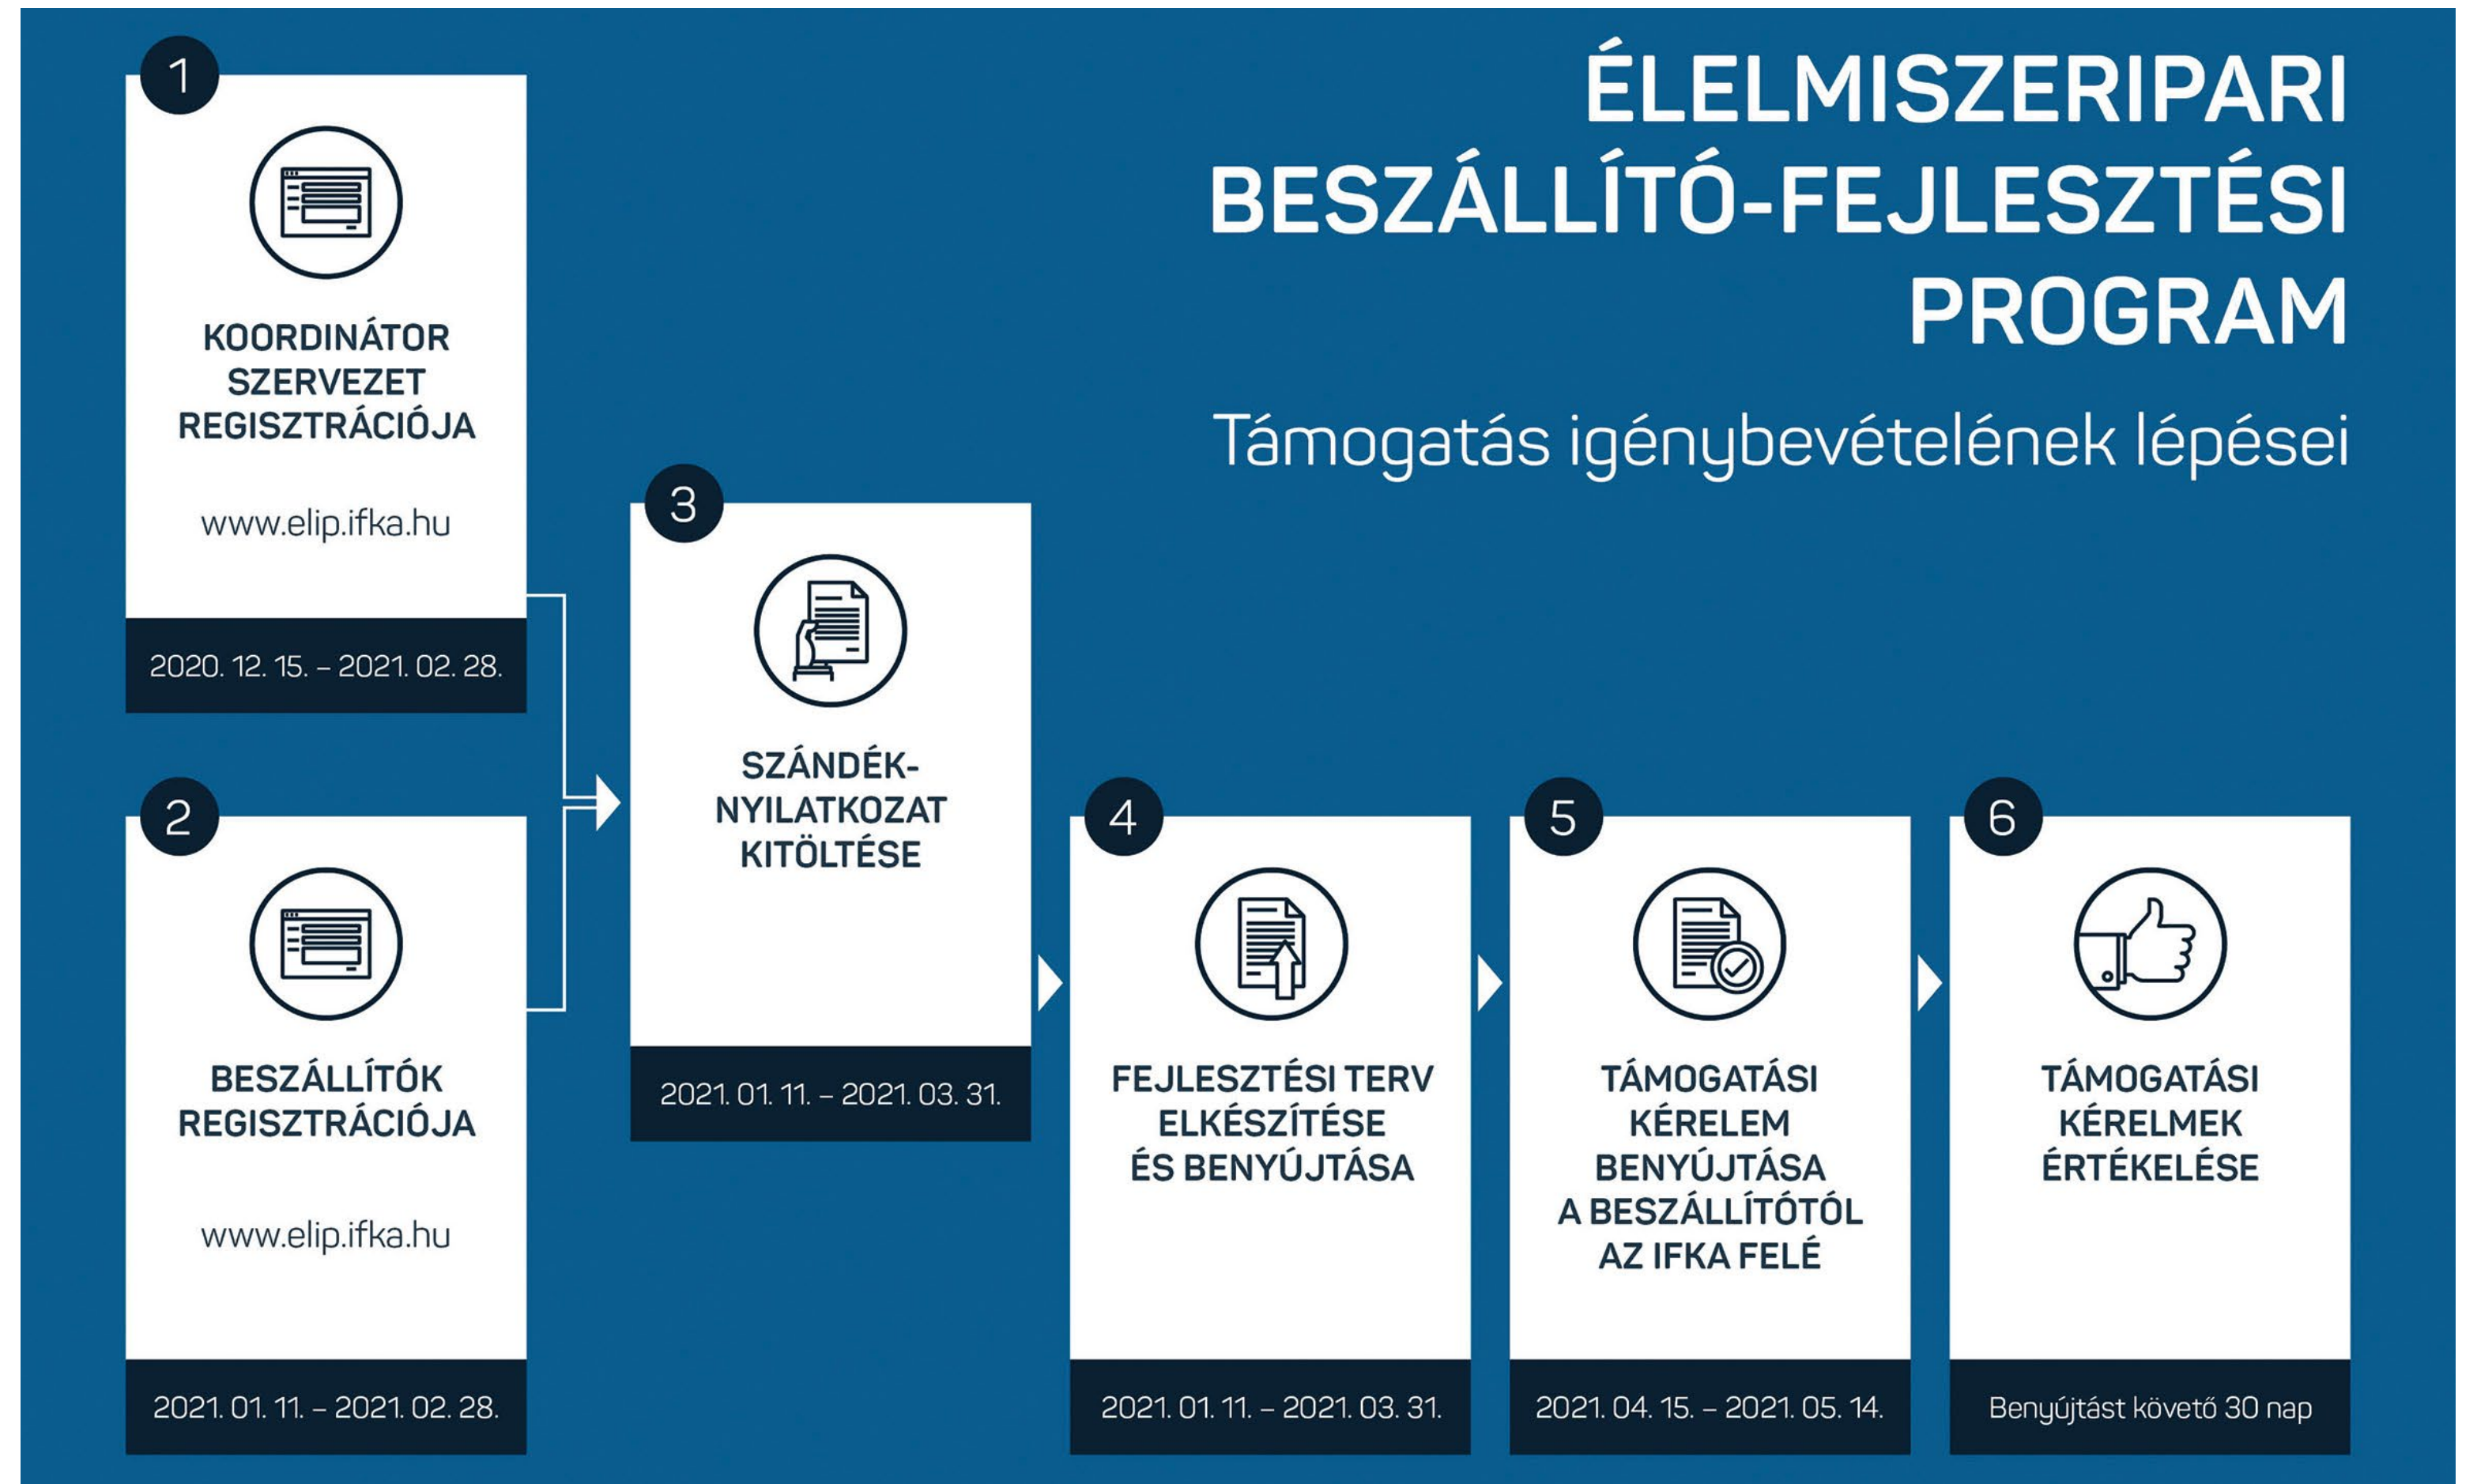 ÉLELMISZERIPARI
BESZÁLLÍTÓ-FEJLESZTÉSI
PROGRAM
Támogatás igénybevételének lépései
1
KOORDINÁTOR
SZERVEZET
REGISZTRÁCIÓJA
www.elip.ifka.hu
2020. 12. 15. – 2021. 02. 28.
2
BESZÁLLÍTÓK
REGISZTRÁCIÓJA
www.elip.ifka.hu
2021. 01. 11. – 2021. 02. 28.
3
SZÁNDÉK-
NYILATKOZAT
KITÖLTÉSE
2021. 01. 11. – 2021. 03. 31.
4
FEJLESZTÉSI TERV
ELKÉSZÍTÉSE
ÉS BENYÚJTÁSA
2021. 01. 11. – 2021. 03. 31.
5
TÁMOGATÁSI
KÉRELEM
BENYÚJTÁSA
A BESZÁLLÍTÓTÓL
AZ IFKA FELÉ
2021. 04. 15. – 2021. 05. 14.
6
TÁMOGATÁSI
KÉRELMEK
ÉRTÉKELÉSE
Benyújtást követő 30 nap